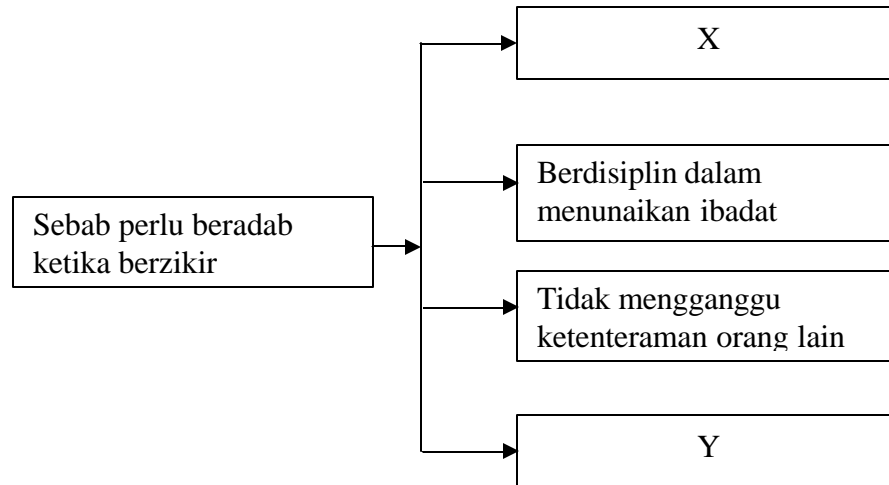 X
Berdisiplin dalam
menunaikan ibadat
Sebab perlu beradab
ketika berzikir
Tidak mengganggu
ketenteraman orang lain
Y